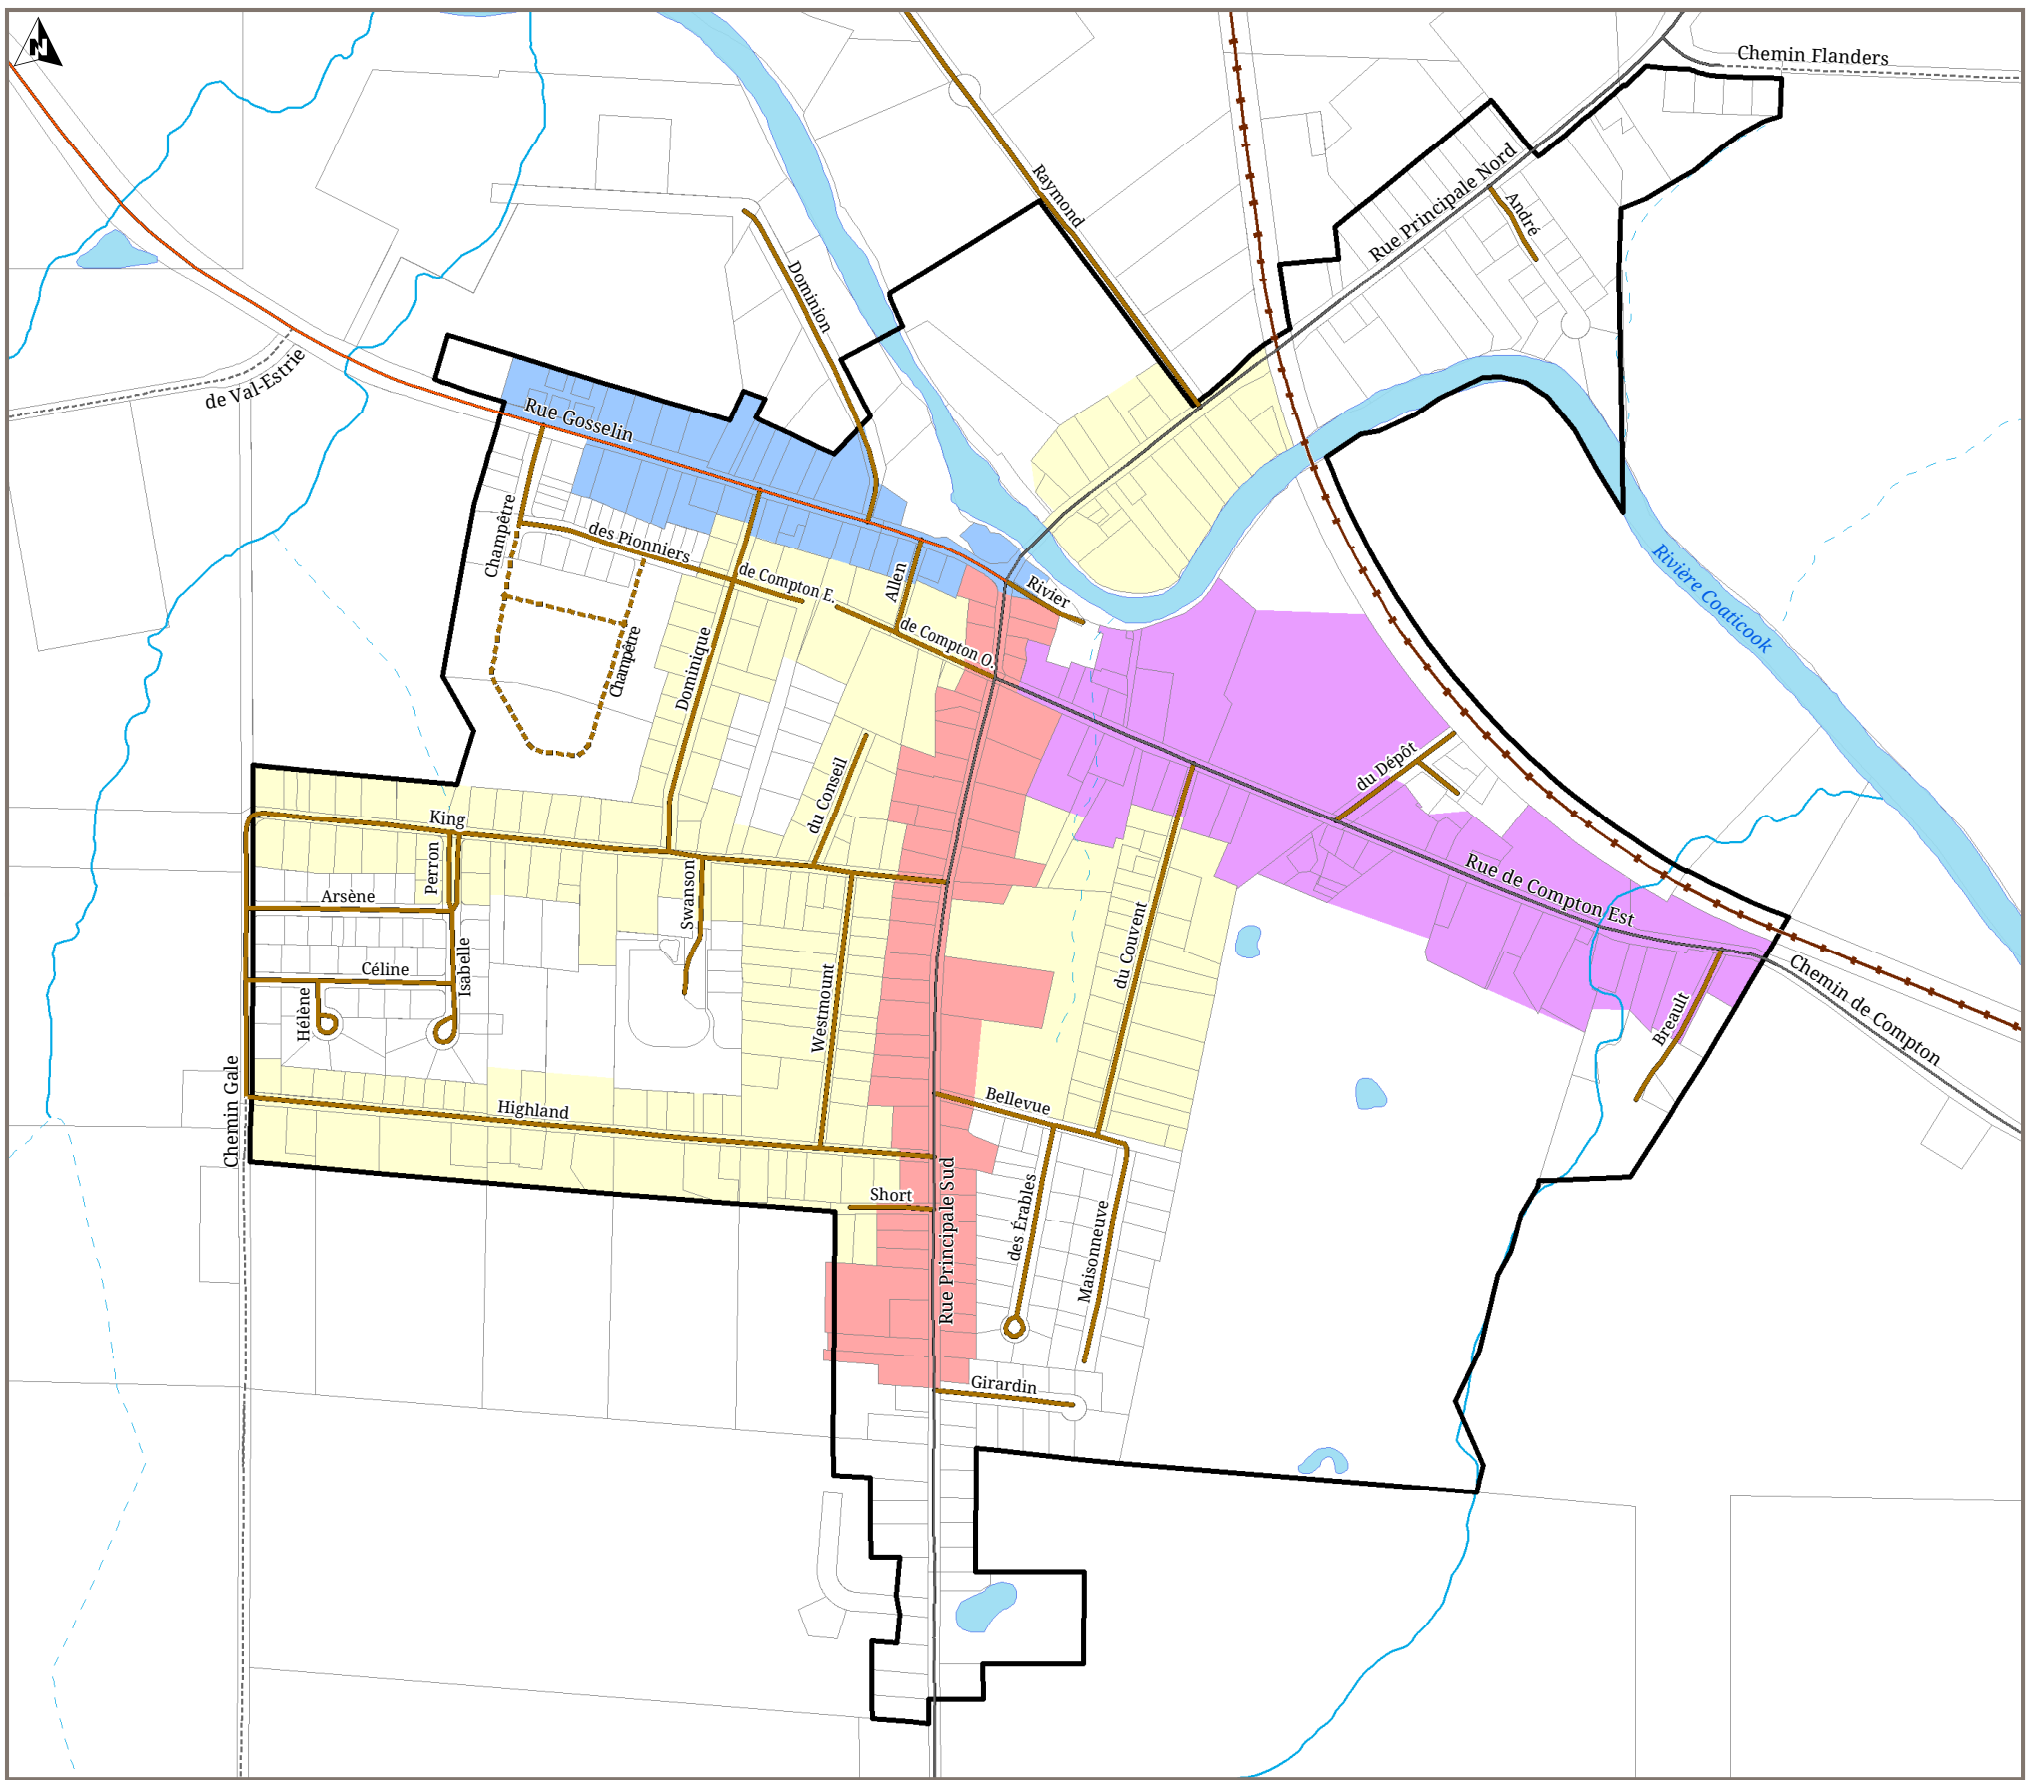 N
Chemin Flanders
Raymond
Rue Principale Nord
André
Dominion
de Val-Estrie
Rue Gosselin
Champêtre
des Pionniers
de Compton E.
Allen
Rivier
Rivière Coaticook
de Compton O.
Champêtre
Dominique
du Conseil
du Dépôt
King
Perron
Swanson
Arsène
Rue de Compton Est
Isabelle
Céline
Hélène
Westmount
du Couvent
Chemin de Compton
Breault
Chemin Gale
Highland
Bellevue
Short
Rue Principale Sud
des Érables
Maisonneuve
Girardin